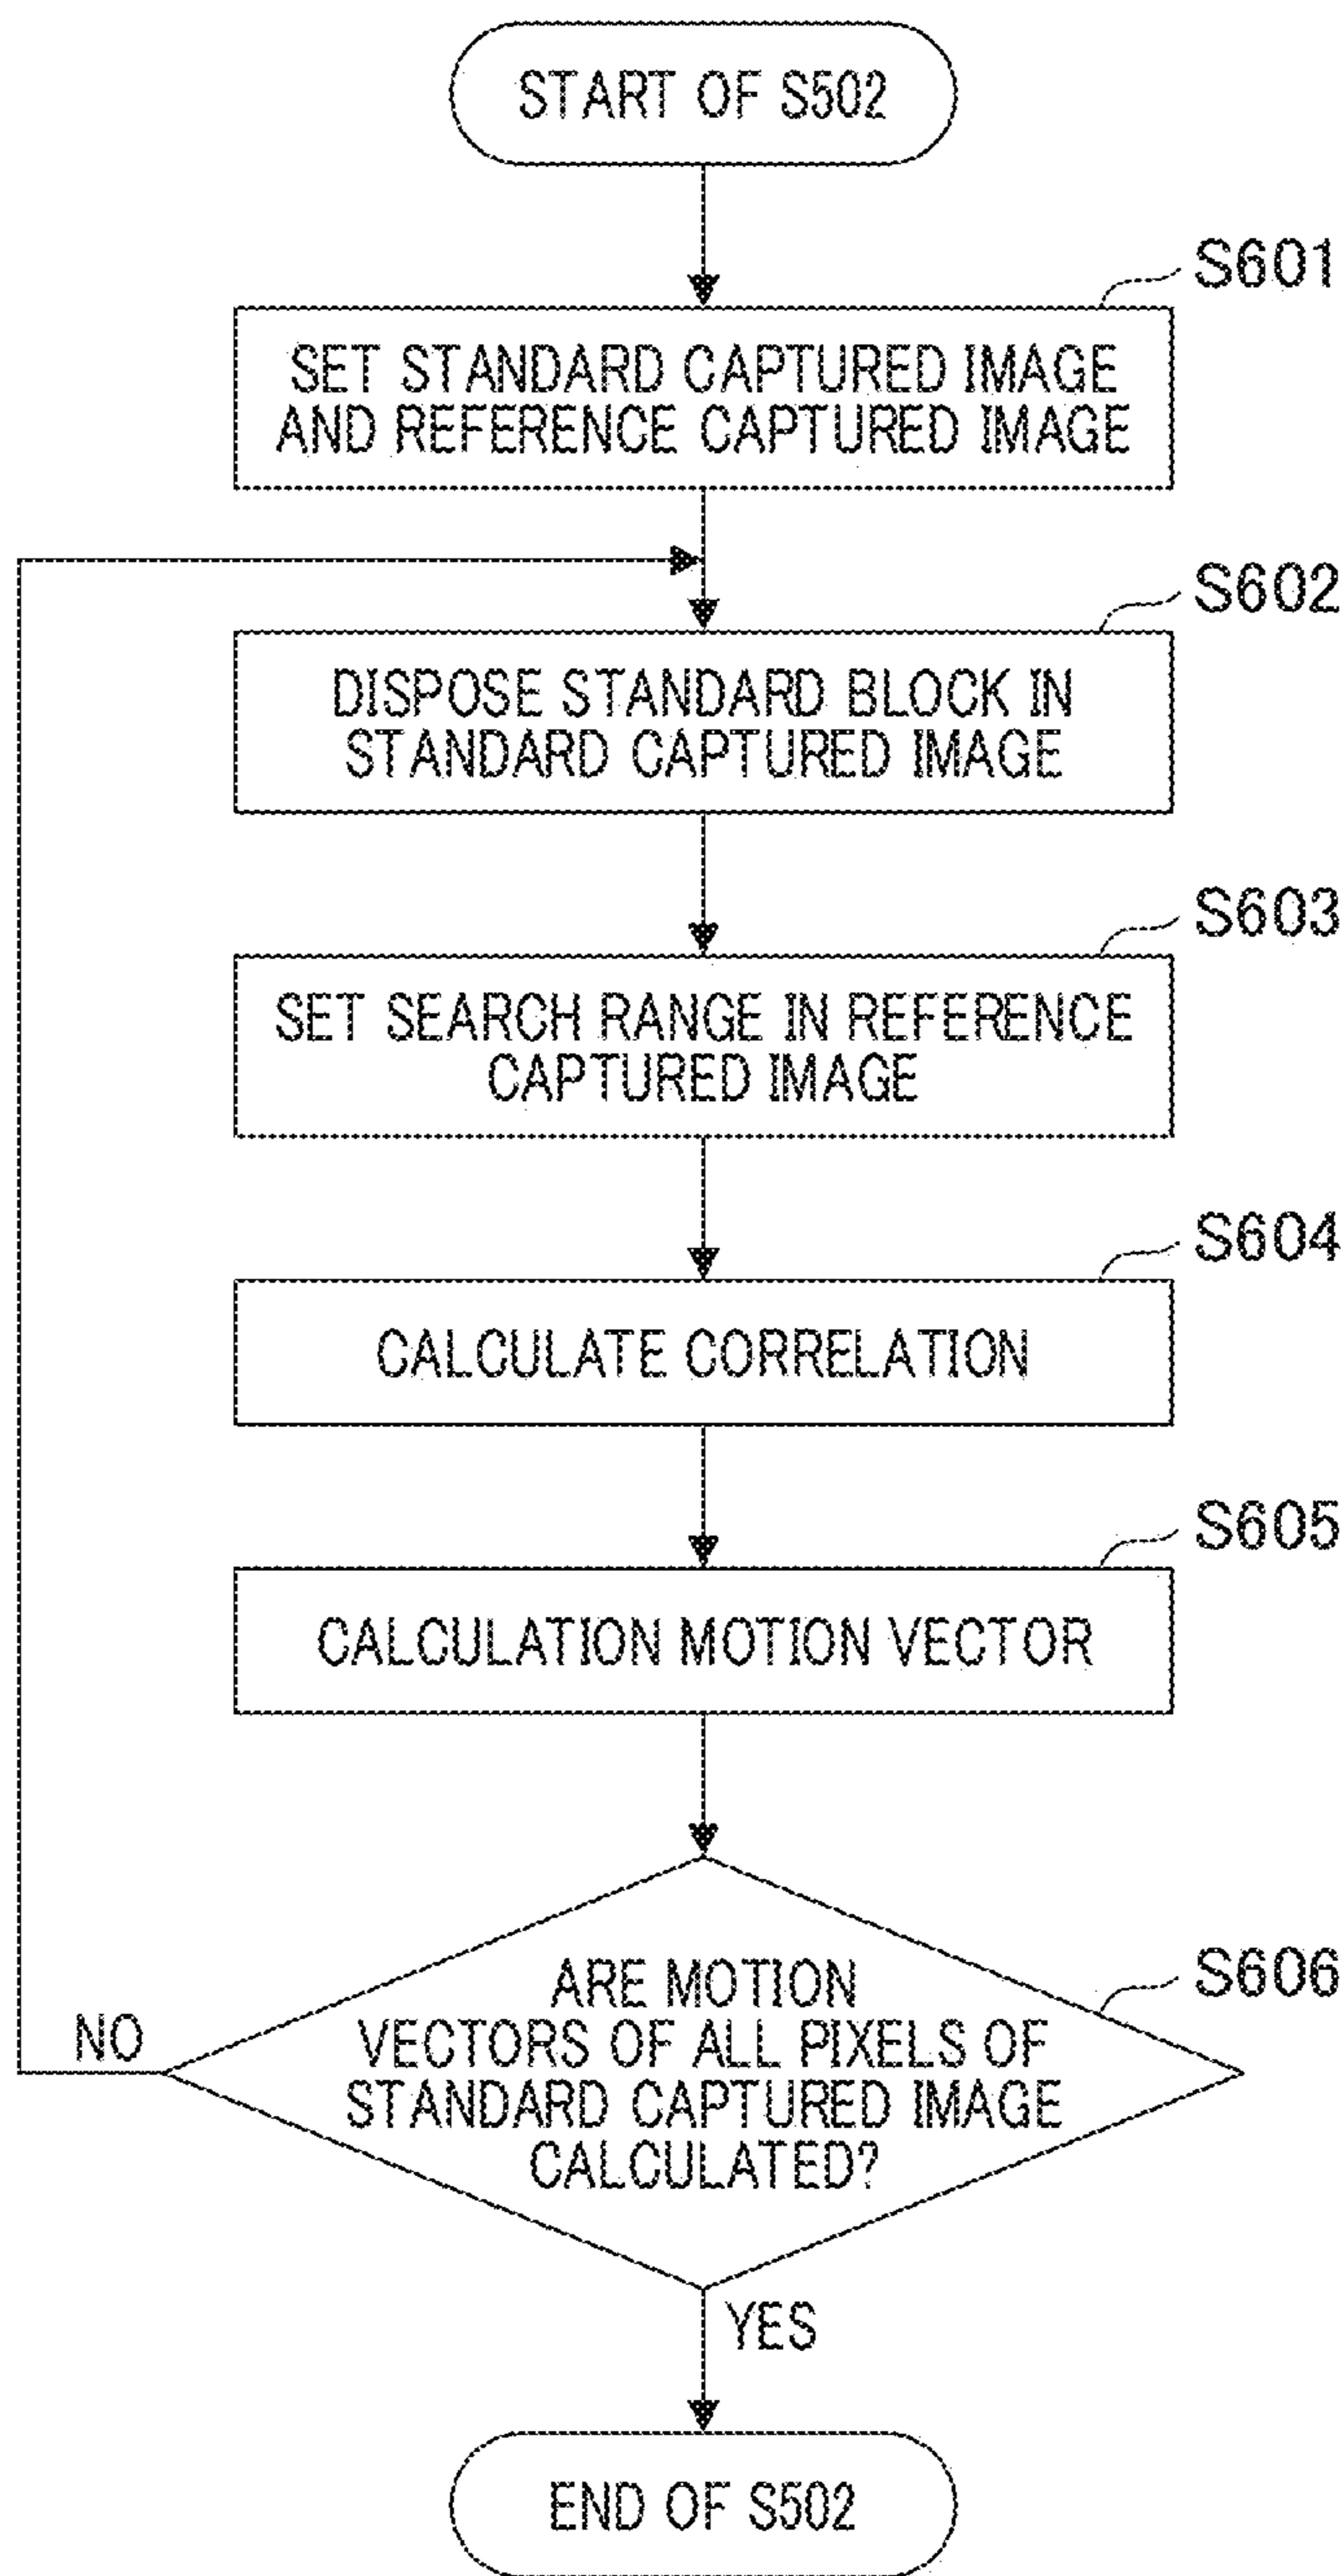 START OF S502
S601
SET STANDARD CAPTURED IMAGE
AND REFERENCE CAPTURED IMAGE
S602
DISPOSE STANDARD BLOCK IN
STANDARD CAPTURED IMAGE
S603
SET SEARCH RANGE IN REFERENCE
CAPTURED IMAGE
S604
CALCULATE CORRELATION
S605
CALCULATION MOTION VECTOR
S606
ARE MOTION
VECTORS OF ALL PIXELS OF
STANDARD CAPTURED IMAGE
CALCULATED?
NO
YES
END OF S502